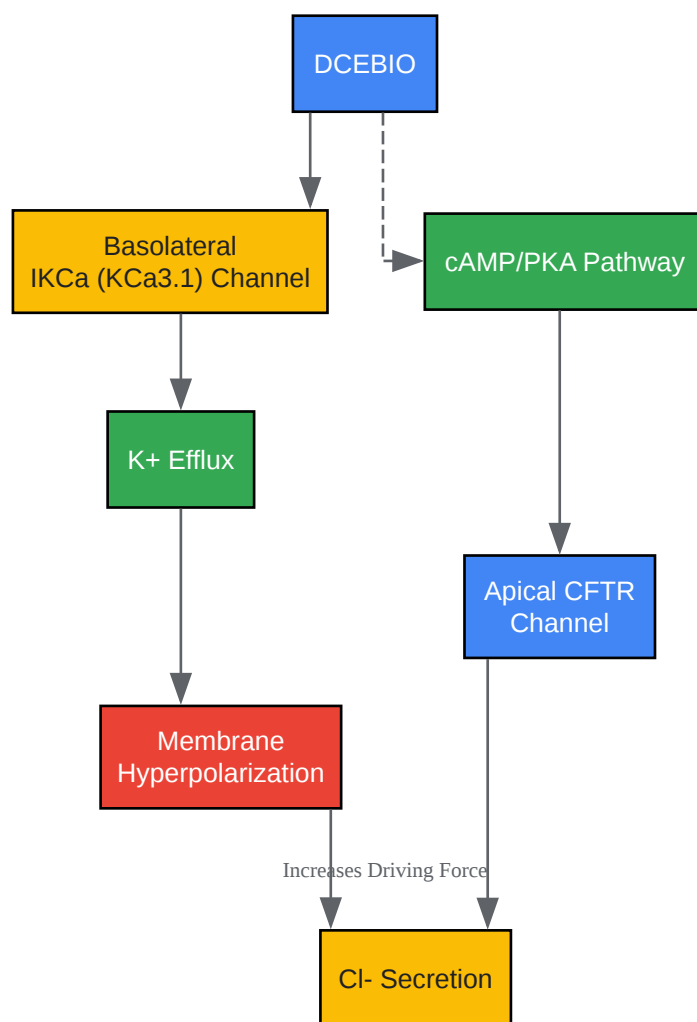 DCEBIO
Basolateral
IKCa (KCa3.1) Channel
cAMP/PKA Pathway
K+ Efflux
Apical CFTR
Channel
Membrane
Hyperpolarization
Increases Driving Force
Cl- Secretion